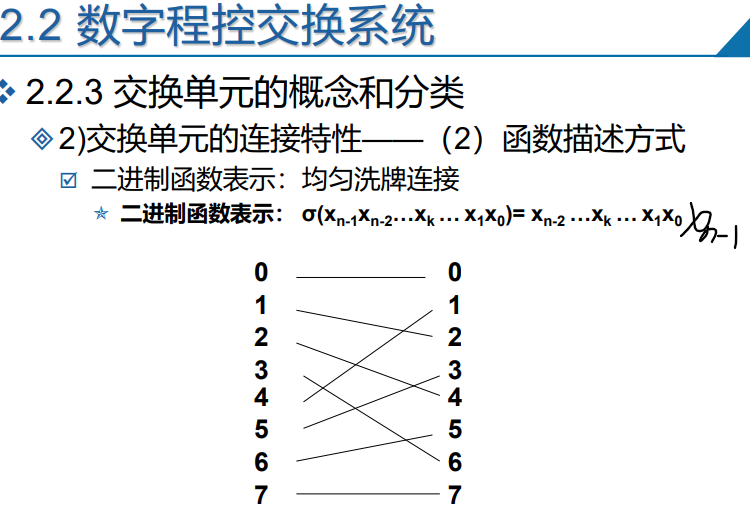 2.2 数字程控交换系统
2.2.3 交换单元的概念和分类
2)交换单元的连接特性——（2）函数描述方式
二进制函数表示：均匀洗牌连接
二进制函数表示： σ(xn-1xn-2…xk … x1x0)= xn-2 …xk … x1x0 xn-1
0 0
1 1
2 2
3 3
4 4
5 5
6 6
7 7